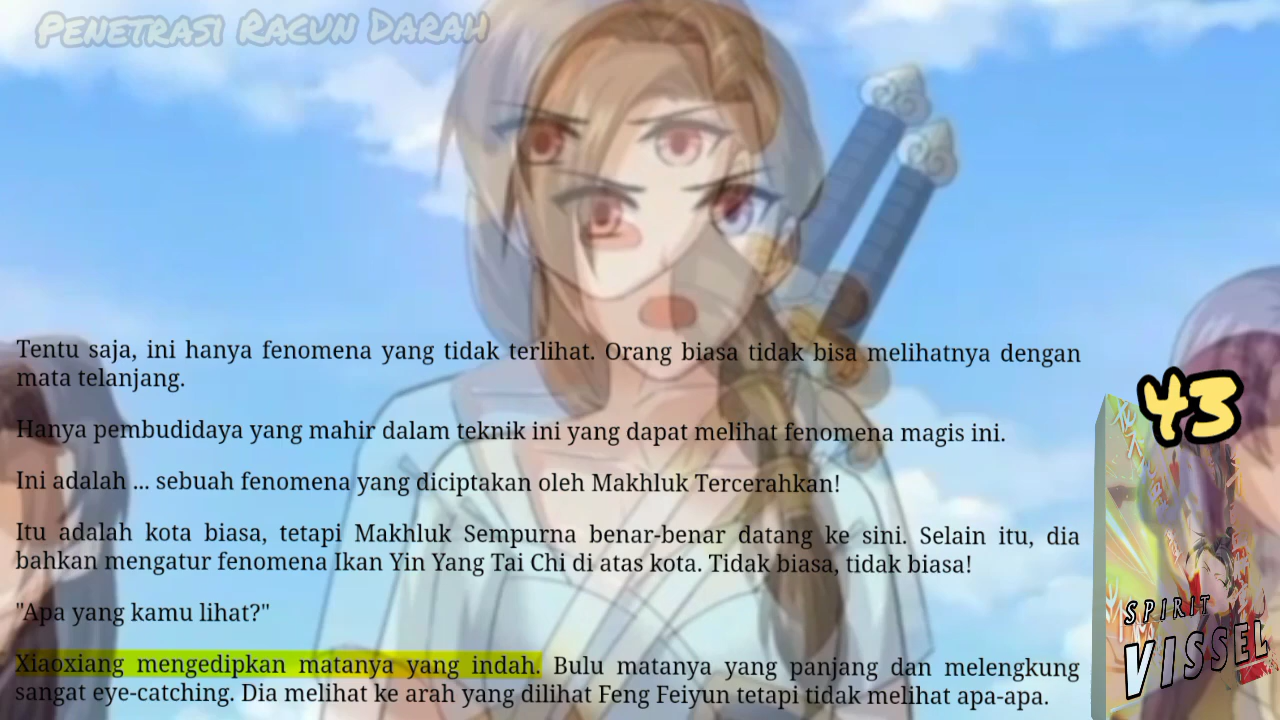 Penetrasi Racun Darah
Tentu saja, ini hanya fenomena yang tidak terlihat. Orang biasa tidak bisa melihatnya dengan
mata telanjang.
Hanya pembudidaya yang mahir dalam teknik ini yang dapat melihat fenomena magis ini.
Ini adalah ... sebuah fenomena yang diciptakan oleh Makhluk Tercerahkan!
Itu adalah kota biasa, tetapi Makhluk Sempurna benar-benar datang ke sini. Selain itu, dia
bahkan mengatur fenomena Ikan Yin Yang Tai Chi di atas kota. Tidak biasa, tidak biasa!
"Apa yang kamu lihat?"
Xiaoxiang mengedipkan matanya yang indah. Bulu matanya yang panjang dan melengkung
sangat eye-catching. Dia melihat ke arah yang dilihat Feng Feiyun tetapi tidak melihat apa-apa.
43
SPIRIT
VISSEL